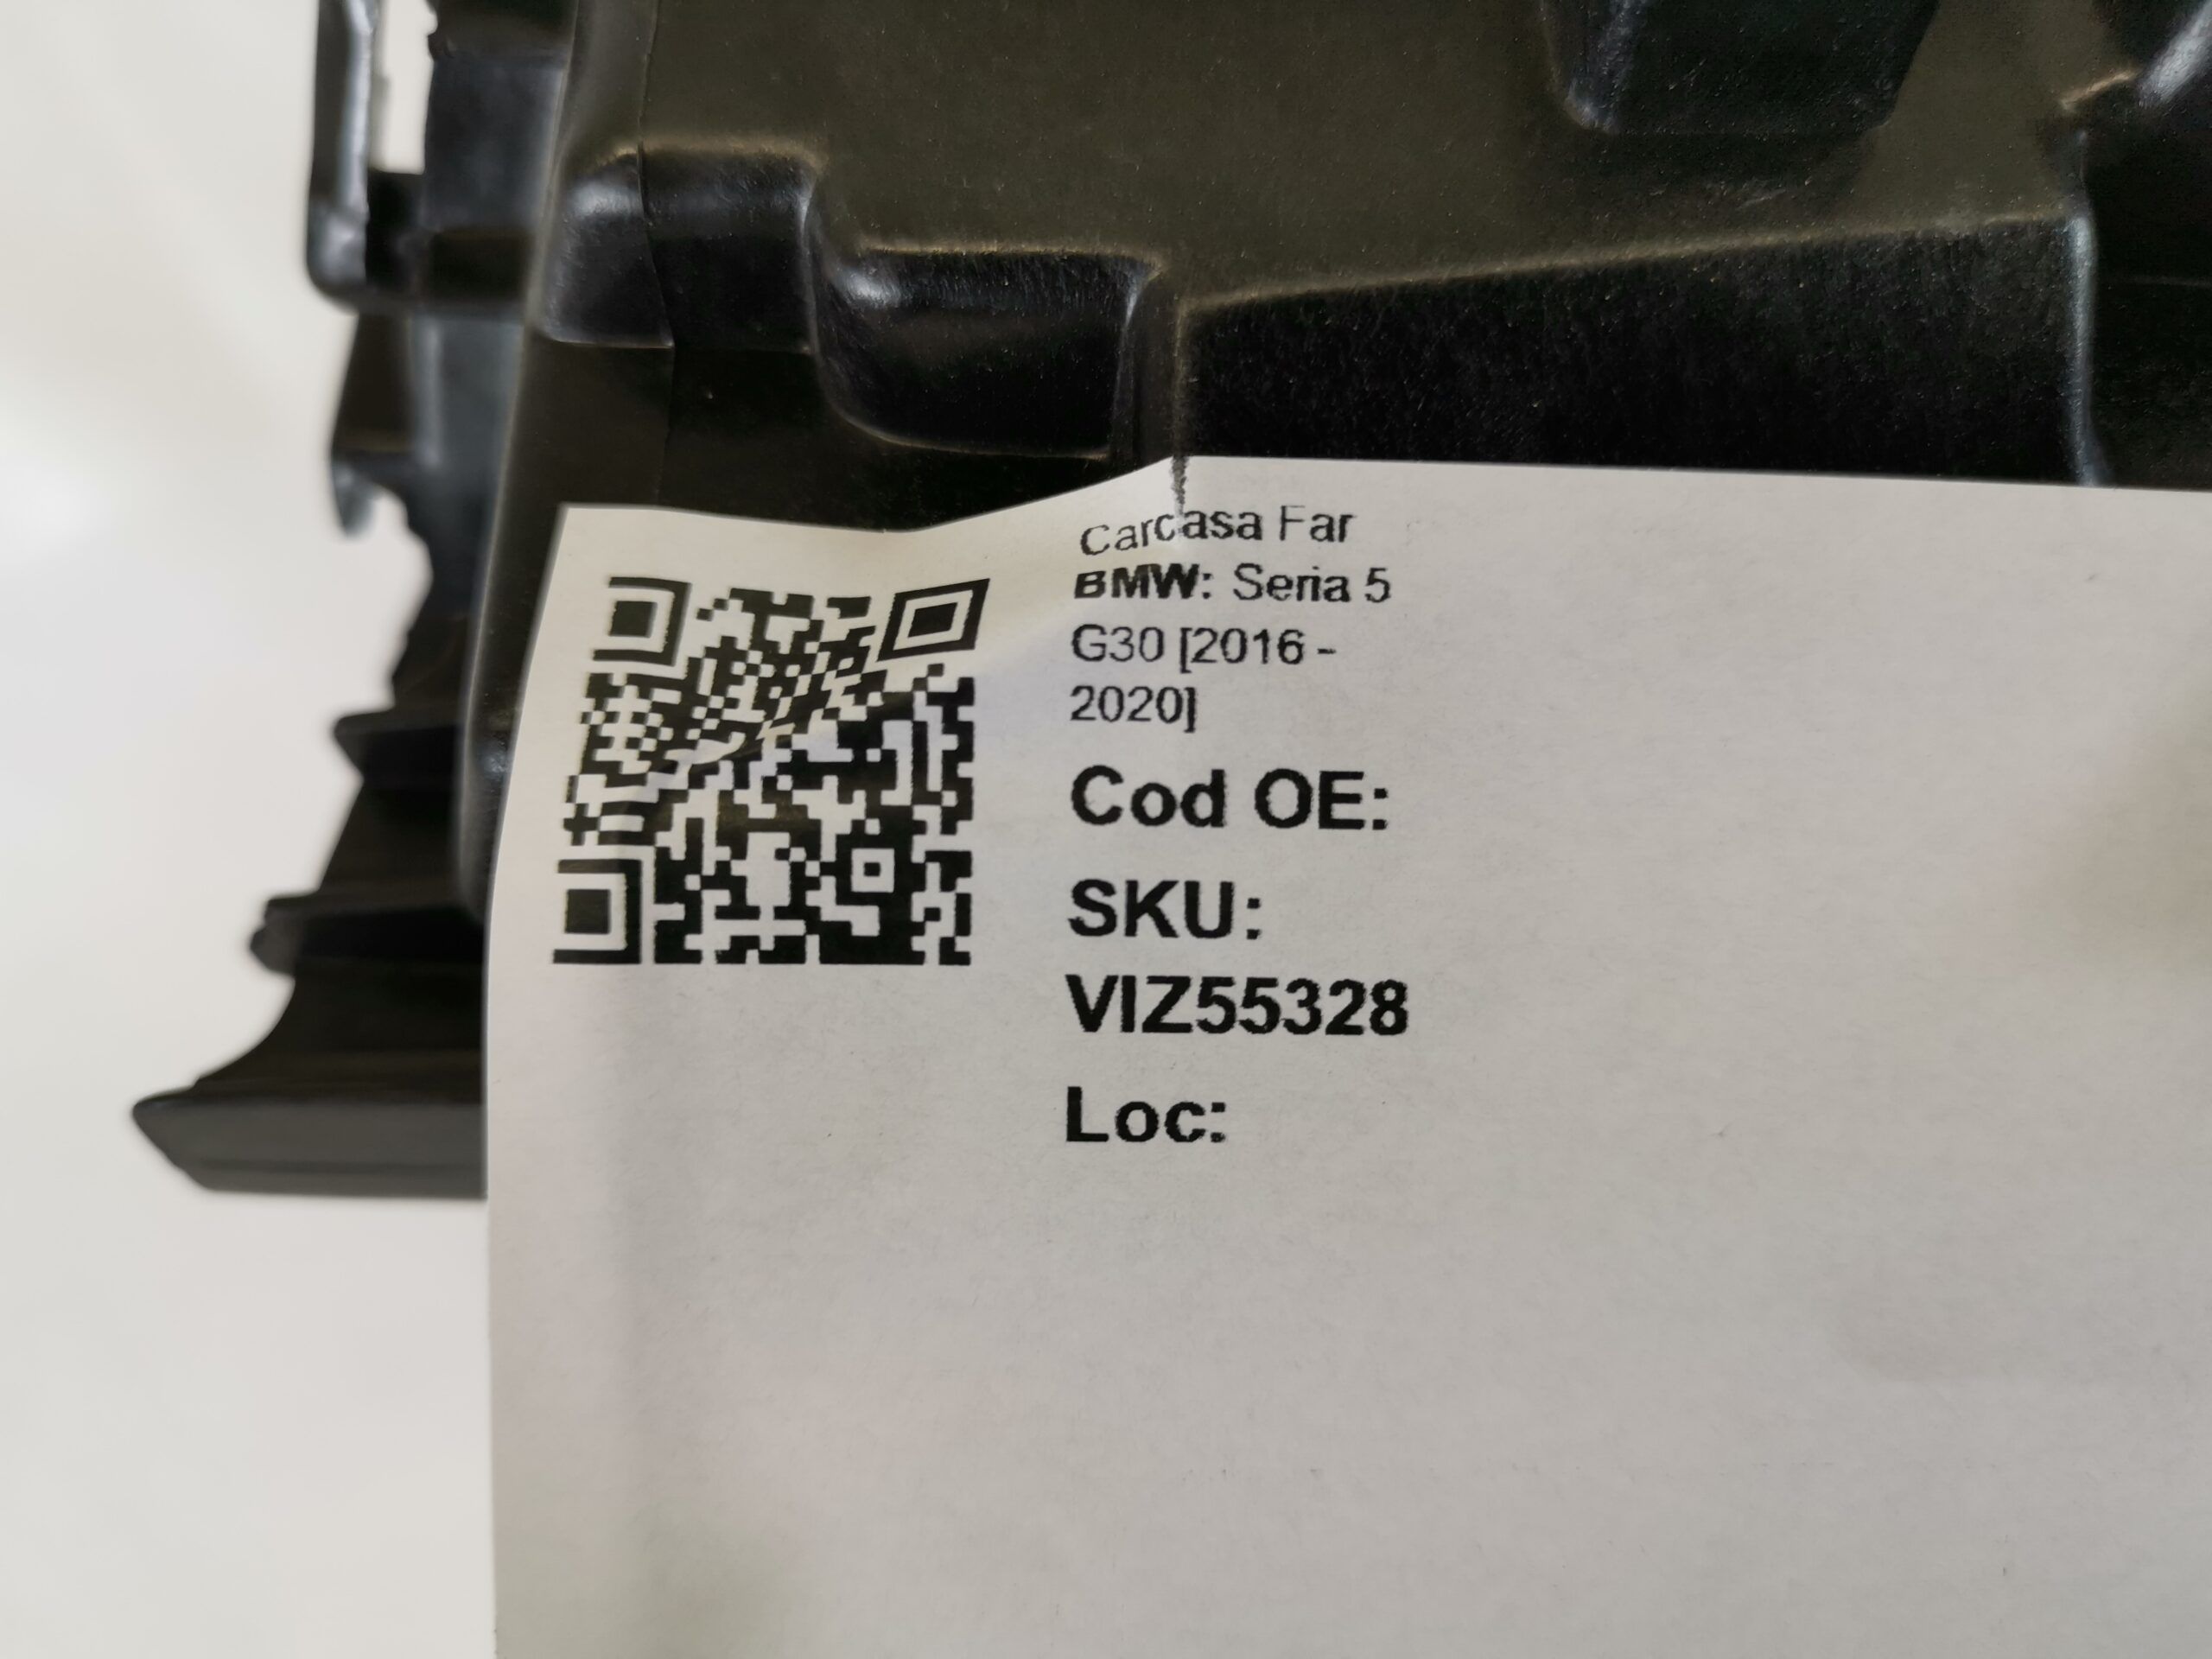 Carcasa Far
BMW: Seria 5
G30 [2016 -
2020]
Cod OE:
SKU:
VIZ55328
Loc: